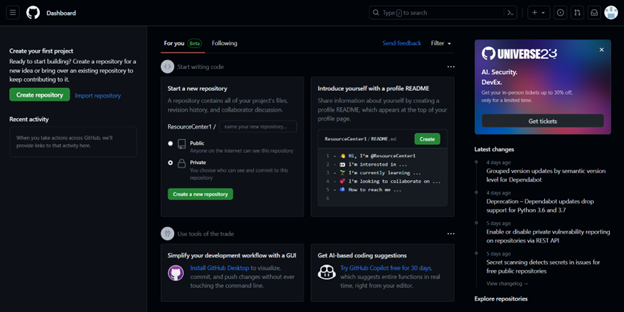 Dashboard
Type / to search
Create your first project
Ready to start building? Create a repository for a
new idea or bring over an existing repository to
keep contributing to it.
Create repository
Import repository
Recent activity
When you take actions across GitHub, we'll
provide links to that activity here.
For you
Beta
Following
Send feedback
Filter
Start writing code
Start a new repository
A repository contains all of your project's files,
revision history, and collaborator discussion.
ResourceCenter1 /
name your new repository...
Public
Anyone on the internet can see this repository
Private
You choose who can see and commit to this
repository
Create a new repository
Introduce yourself with a profile README
Share information about yourself by creating a
profile README, which appears at the top of your
profile page.
ResourceCenter1 / README.md
Create
1 - 👋 Hi, I'm @ResourceCenter1
2 - 👀 I'm interested in ...
3 - 🌱 I'm currently learning ...
4 - 💞️ I'm looking to collaborate on ...
5 - 📫 How to reach me ...
6
Use tools of the trade
Simplify your development workflow with a GUI
Install GitHub Desktop to visualize,
commit, and push changes without ever
touching the command line.
Get AI-based coding suggestions
Try GitHub Copilot free for 30 days,
which suggests entire functions in real
time, right from your editor.
UNIVERSE23
AI. Security.
DevEx.
Get your in-person tickets up to 30% off,
only for a limited time.
Get tickets
Latest changes
4 days ago
Grouped version updates by semantic version
level for Dependabot
4 days ago
Deprecation – Dependabot updates drop
support for Python 3.6 and 3.7
5 days ago
Enable or disable private vulnerability reporting
on repositories via REST API
5 days ago
Secret scanning detects secrets in issues for
free public repositories
View changelog →
Explore repositories